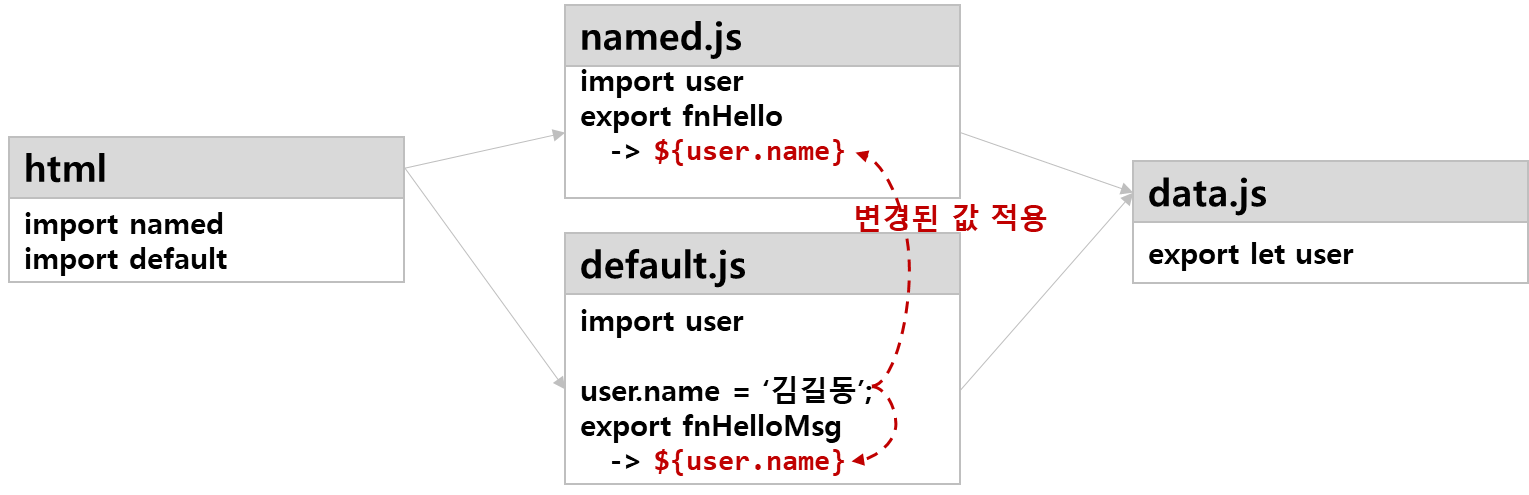 html
import named
import default
named.js
import user
export fnHello
-> ${user.name}
변경된 값 적용
default.js
import user
user.name = ‘김길동’;
export fnHelloMsg
-> ${user.name}
data.js
export let user